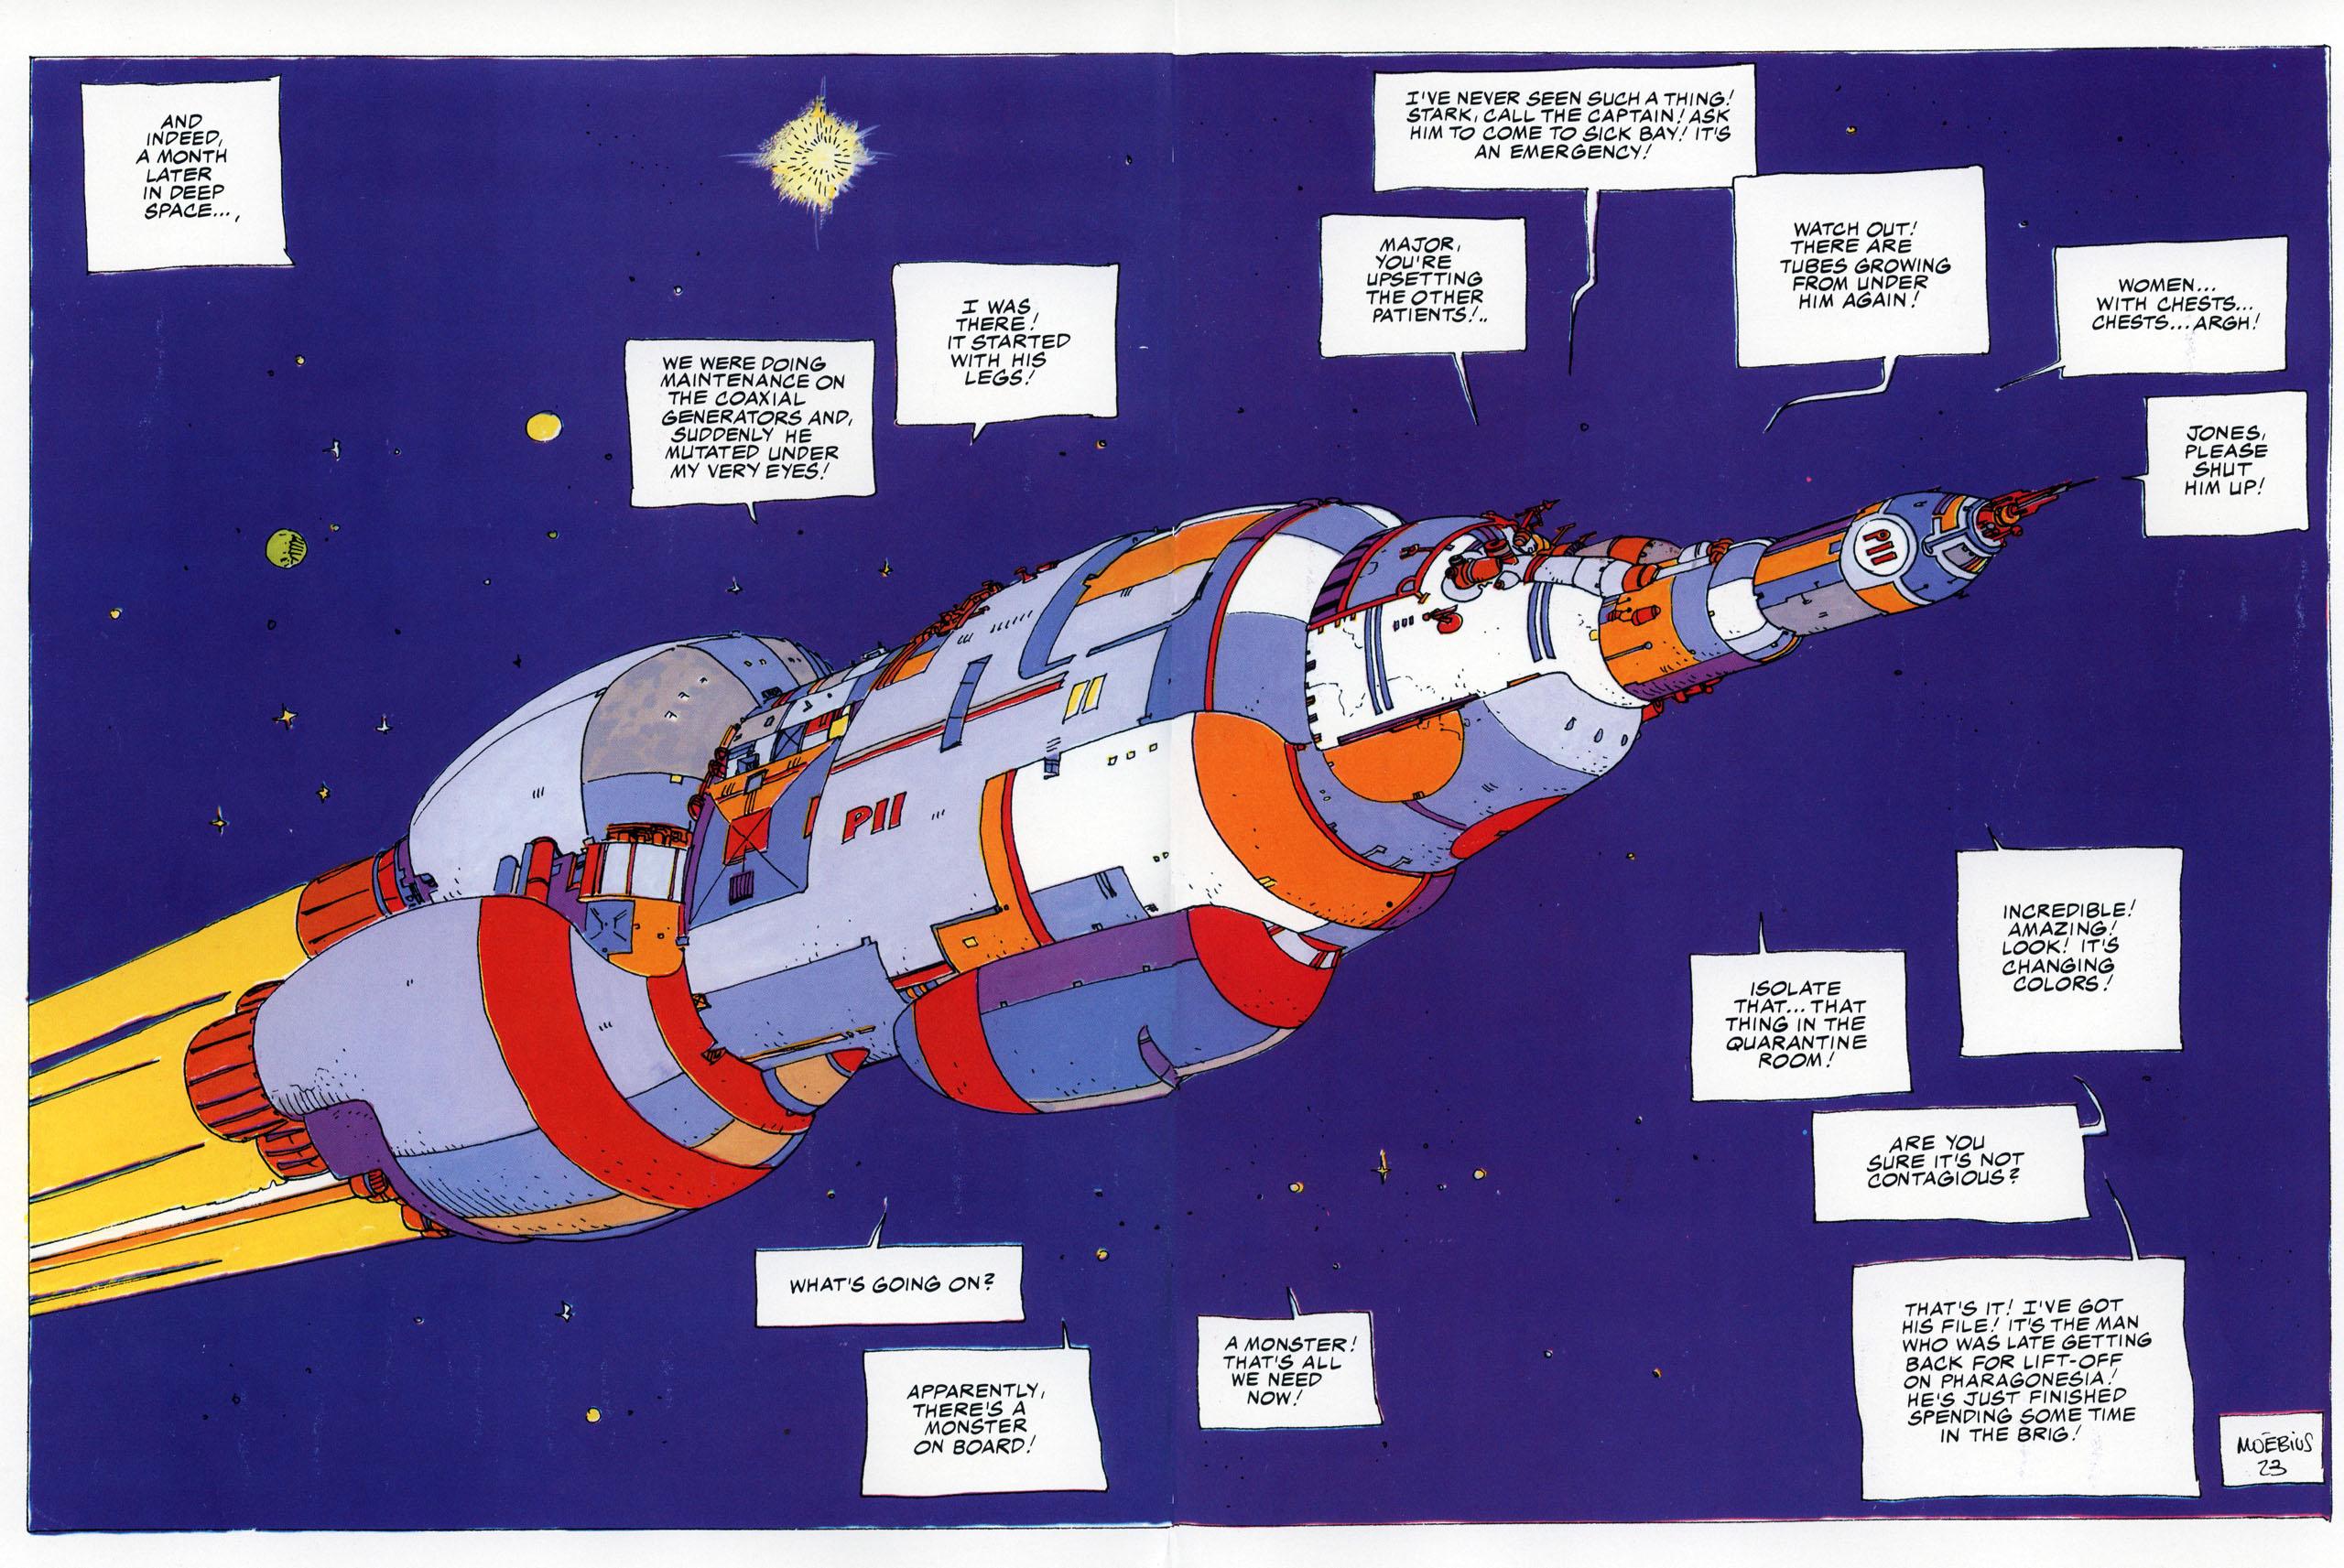 AND
INDEED,
A MONTH
LATER
IN DEEP
SPACE...,
WE WERE DOING
MAINTENANCE ON
THE COAXIAL
GENERATORS AND,
SUDDENLY HE
MUTATED UNDER
MY VERY EYES!
I WAS
THERE!
IT STARTED
WITH HIS
LEGS!
I'VE NEVER SEEN SUCH A THING!
STARK, CALL THE CAPTAIN! ASK
HIM TO COME TO SICK BAY! IT'S
AN EMERGENCY!
MAJOR,
YOU'RE
UPSETTING
THE OTHER
PATIENTS!..
WATCH OUT!
THERE ARE
TUBES GROWING
FROM UNDER
HIM AGAIN!
WOMEN...
WITH CHESTS...
CHESTS...ARGH!
JONES,
PLEASE
SHUT
HIM UP!
PII
PII
WHAT'S GOING ON?
APPARENTLY,
THERE'S A
MONSTER
ON BOARD!
A MONSTER!
THAT'S ALL
WE NEED
NOW!
ISOLATE
THAT...THAT
THING IN THE
QUARANTINE
ROOM!
INCREDIBLE!
AMAZING!
LOOK! IT'S
CHANGING
COLORS!
ARE YOU
SURE IT'S NOT
CONTAGIOUS?
THAT'S IT! I'VE GOT
HIS FILE! IT'S THE MAN
WHO WAS LATE GETTING
BACK FOR LIFT-OFF
ON PHARAGONESIA!
HE'S JUST FINISHED
SPENDING SOME TIME
IN THE BRIG!
MOEBIUS
23